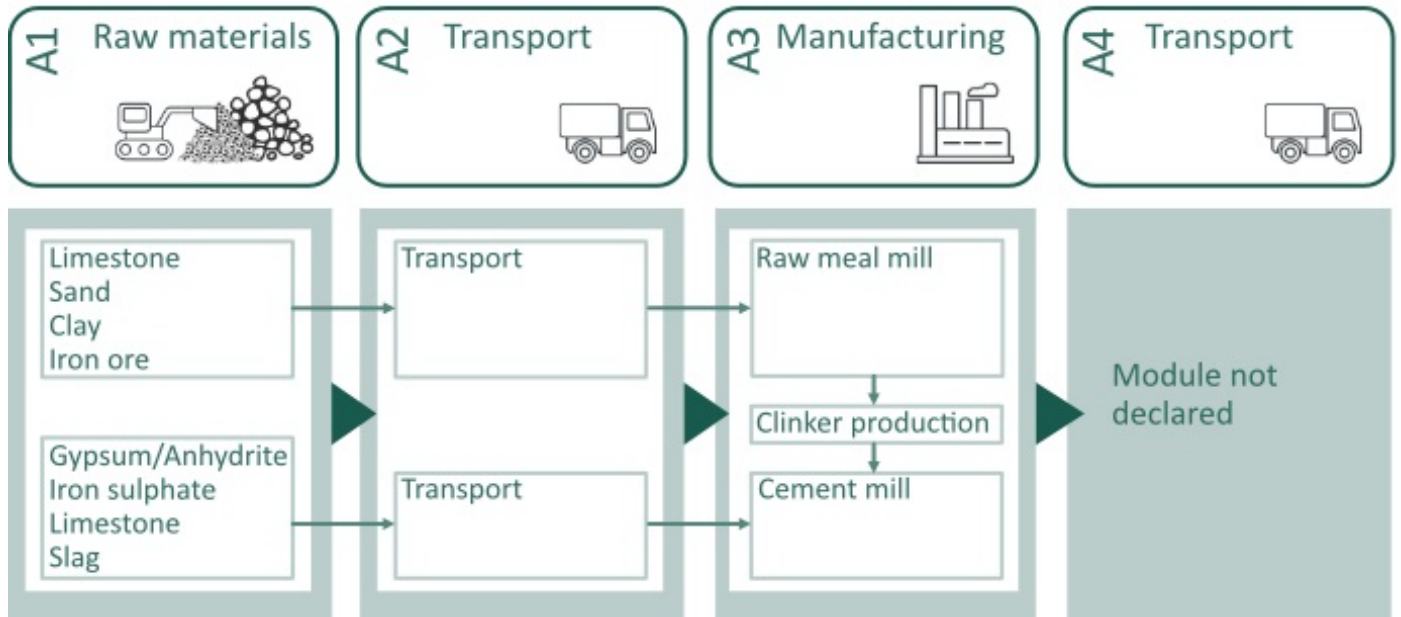 A1 Raw materials
A2 Transport
A3 Manufacturing
A4 Transport
Limestone
Sand
Clay
Iron ore
Gypsum/Anhydrite
Iron sulphate
Limestone
Slag
Transport
Transport
Raw meal mill
Clinker production
Cement mill
Module not
declared